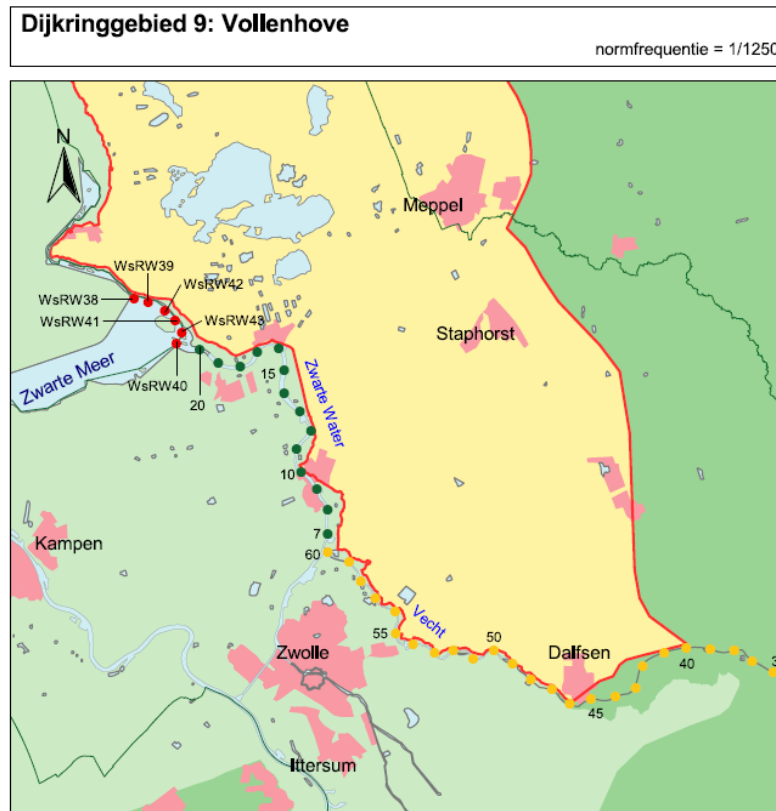 Dijkringgebied 9: Vollenhove
normfrequentie = 1/1250
N
Meppel
WsRW39
WsRW38
WsRW42
WsRW41
WsRW43
Staphorst
WsRW40
Zwarte Meer
20
15
Zwarte Water
10
7
Kampen
60
55
Vecht
50
Zwolle
Dalfsen
40
3
45
Ittersum